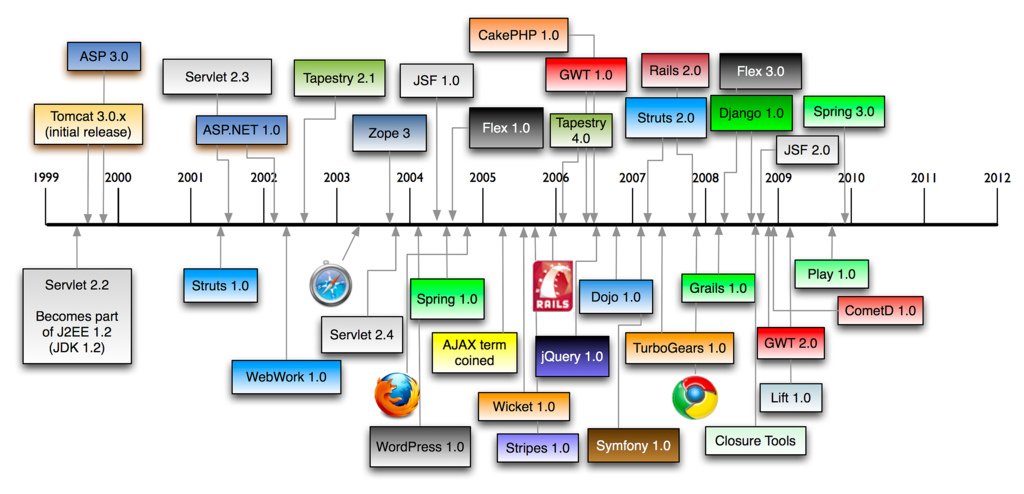 CakePHP 1.0
ASP 3.0
Servlet 2.3
Tapestry 2.1
JSF 1.0
GWT 1.0
Rails 2.0
Flex 3.0
Tomcat 3.0.x
(initial release)
ASP.NET 1.0
Zope 3
Flex 1.0
Tapestry
4.0
Struts 2.0
Django 1.0
Spring 3.0
JSF 2.0
1999
2000
2001
2002
2003
2004
2005
2006
2007
2008
2009
2010
2011
2012
Servlet 2.2
Becomes part
of J2EE 1.2
(JDK 1.2)
Struts 1.0
Spring 1.0
RAILS
Dojo 1.0
Grails 1.0
Play 1.0
CometD 1.0
Servlet 2.4
AJAX term
coined
jQuery 1.0
TurboGears 1.0
GWT 2.0
WebWork 1.0
Wicket 1.0
Lift 1.0
WordPress 1.0
Stripes 1.0
Symfony 1.0
Closure Tools